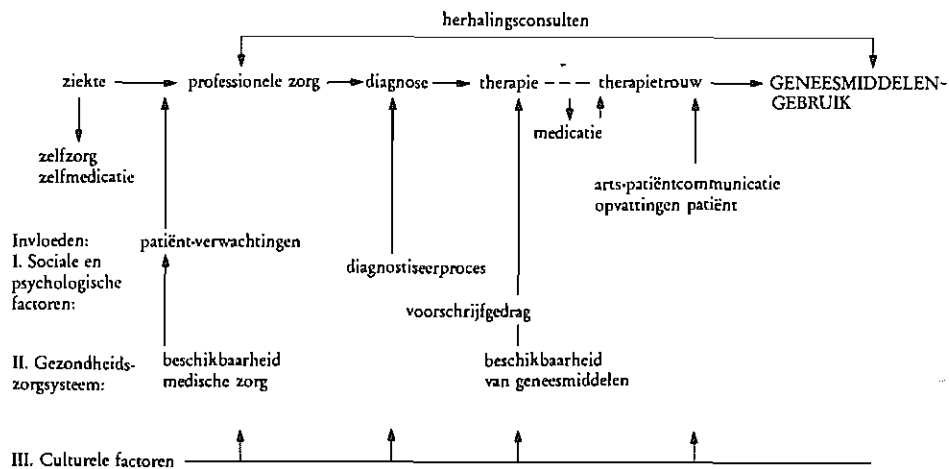 herhalingsconsulten
ziekte professionele zorg diagnose therapie therapietrouw GENEESMIDDELEN-
GEBRUIK
medicatie
zelfzorg
zelfmedicatie
arts-patiëntcommunicatie
opvattingen patiënt
Invloeden: patiënt-verwachtingen
I. Sociale en
psychologische
factoren:
diagnostiseerproces
voorschrijfgedrag
II. Gezondheids-
zorgsysteem:
beschikbaarheid
medische zorg
beschikbaarheid
van geneesmiddelen
III. Culturele factoren